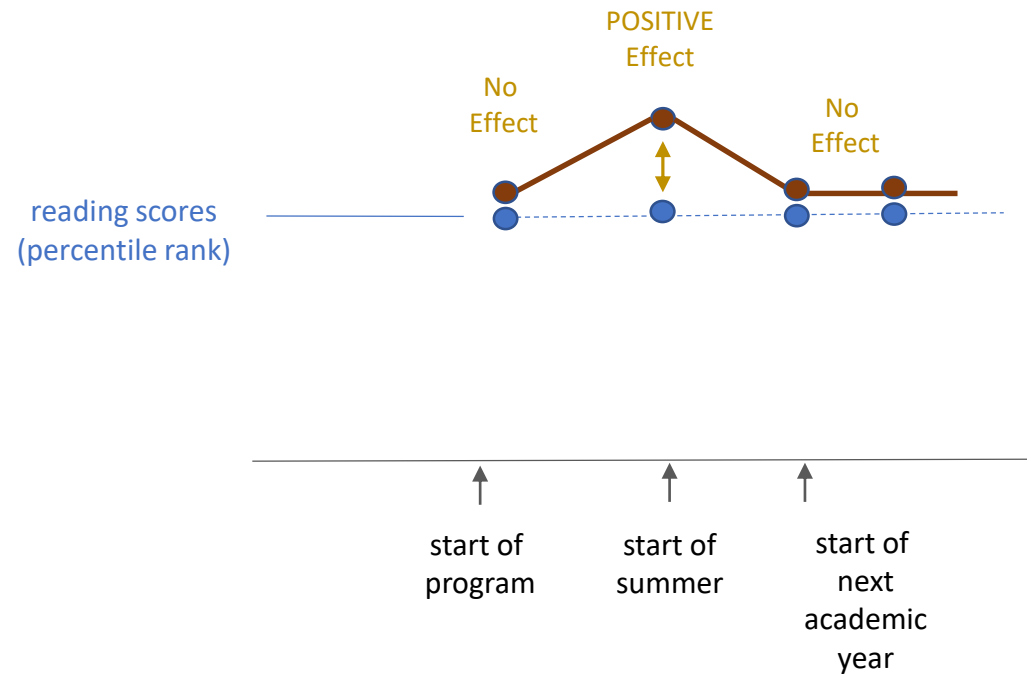 POSITIVE
Effect
No
Effect
No
Effect
reading scores
(percentile rank)
start of
program
start of
summer
start of
next
academic
year